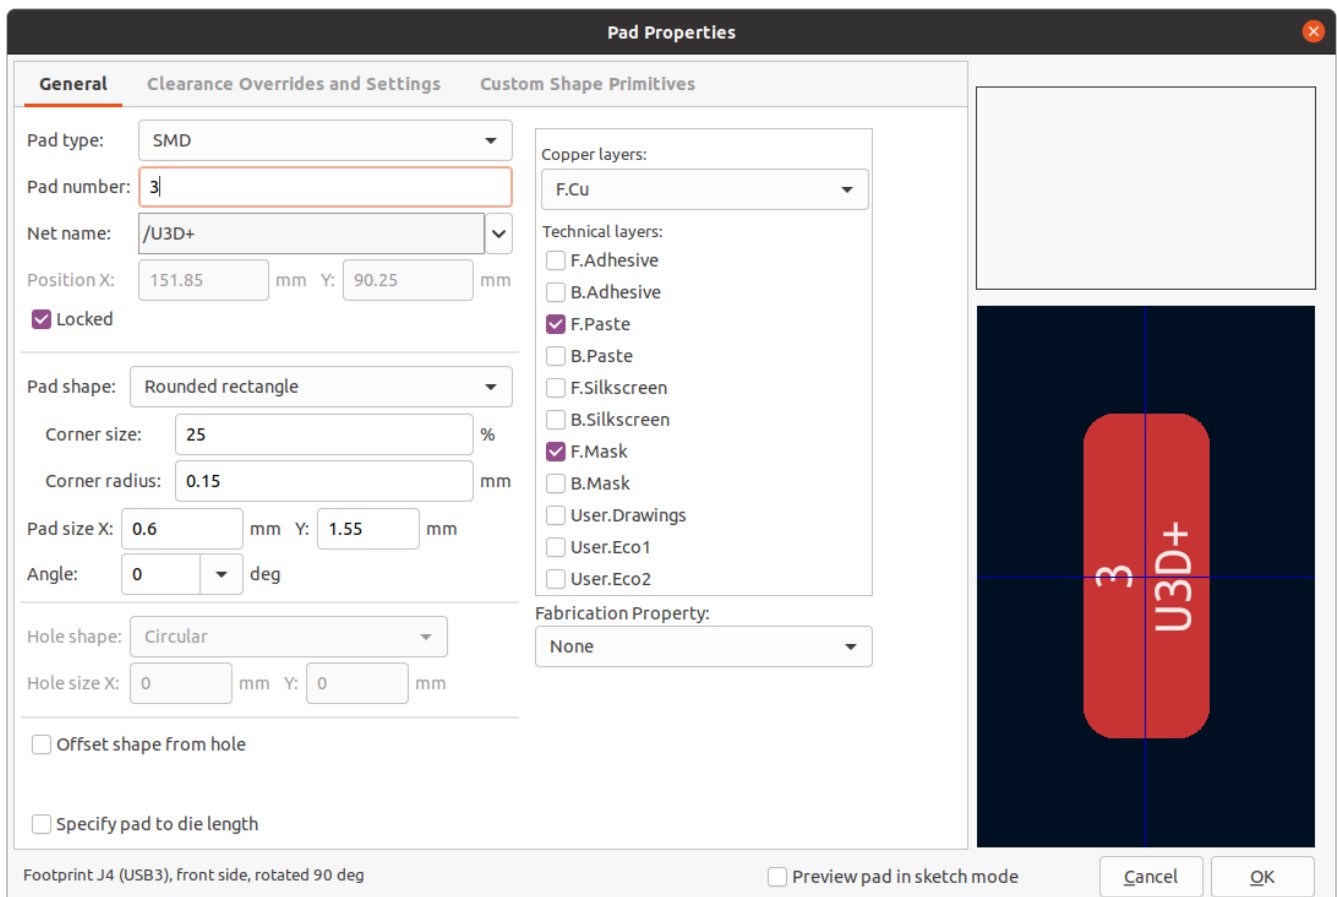 Pad Properties
General Clearance Overrides and Settings Custom Shape Primitives
Pad type: SMD
Pad number: 3
Net name: /U3D+
Position X: 151.85 mm Y: 90.25 mm
Locked
Pad shape: Rounded rectangle
Corner size: 25 %
Corner radius: 0.15 mm
Pad size X: 0.6 mm Y: 1.55 mm
Angle: 0 deg
Hole shape: Circular
Hole size X: 0 mm Y: 0 mm
Offset shape from hole
Specify pad to die length
Copper layers:
F.Cu
Technical layers:
F.Adhesive
B.Adhesive
F.Paste
B.Paste
F.Silkscreen
B.Silkscreen
F.Mask
B.Mask
User.Drawings
User.Eco1
User.Eco2
Fabrication Property:
None
3
U3D+
Footprint J4 (USB3), front side, rotated 90 deg
Preview pad in sketch mode
Cancel
OK